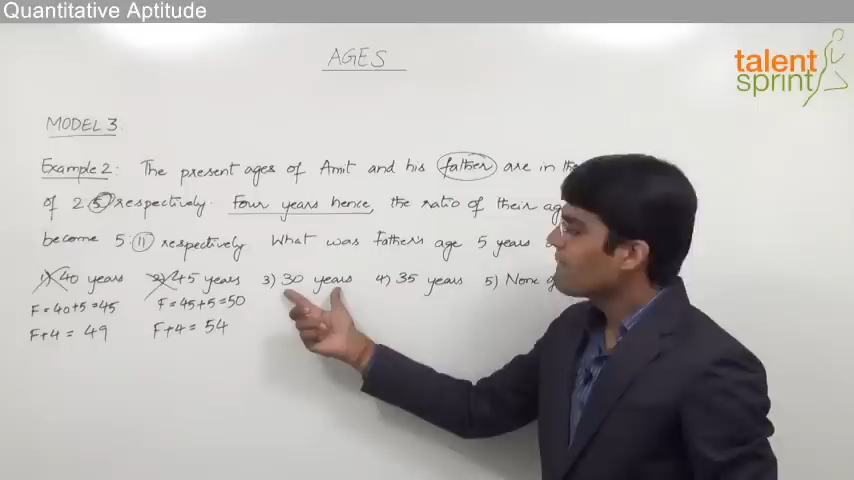 Quantitative Aptitude
AGES
talent
sprint
MODEL 3
Example 2: The present ages of Amit and his father are in the
of 2 5 respectively. Four years hence, the ratio of their
become 5:11 respectively What was father's age 5 years
1) 40 years 2) 45 years 3) 30 years 4) 35 years 5) None
F=40+5=45 F=45+5=50
F+4 = 49 F+4 = 54